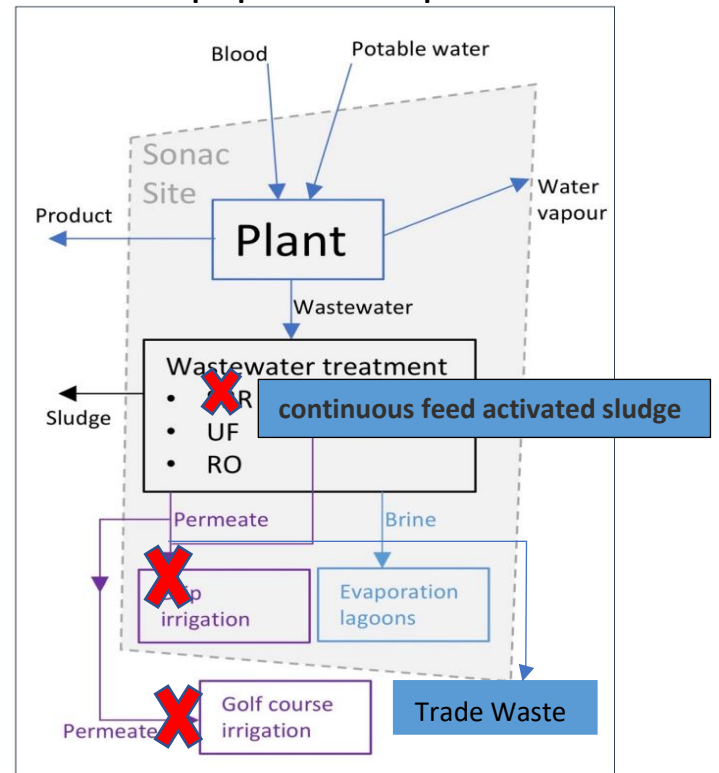 Blood
Potable water
Sonac
Site
Water
vapour
Product
Plant
Wastewater
Wastewater treatment
•
continuous feed activated sludge
Sludge
• UF
• RO
Permeate
Brine
irrigation
Evaporation
lagoons
Golf course
irrigation
Permeate
Trade Waste